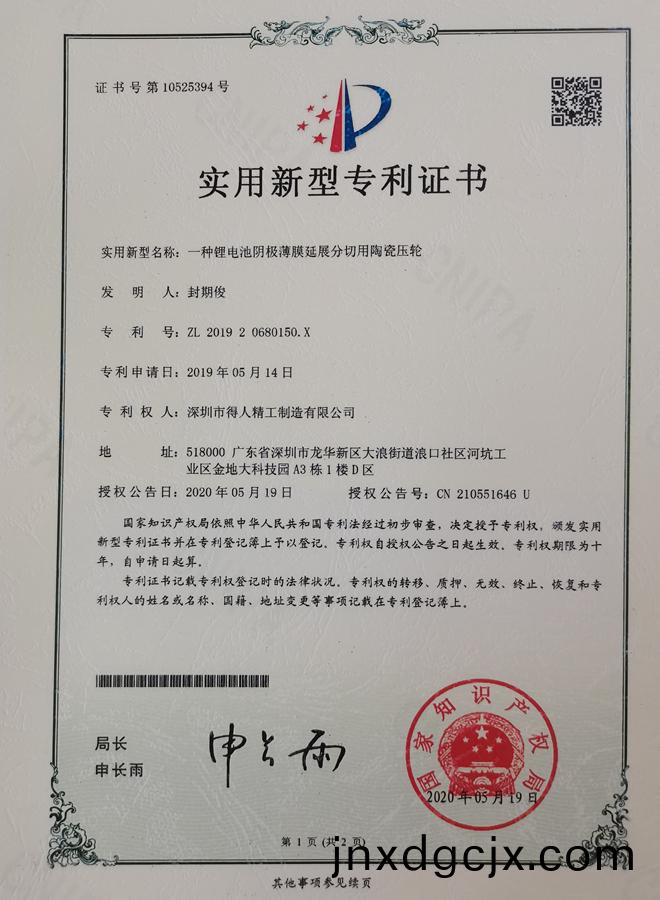 证书号第10525394号
实用新型专利证书
实用新型名称：一种锂电池阴极薄膜延展分切用陶瓷压轮
发明人：封期俊
专利号：ZL 2019 2 0680150.X
专利申请日：2019年05月14日
专利权人：深圳市得人精工制造有限公司
地址：518000 广东省深圳市龙华新区大浪街道浪口社区河坑工
业区金地大科技园A3栋1楼D区
授权公告日：2020年05月19日 授权公告号：CN 210551646 U
国家知识产权局依照中华人民共和国专利法经过初步审查，决定授予专利权，颁发实用
新型专利证书并在专利登记簿上予以登记。专利权自授权公告之日起生效。专利权期限为十
年，自申请日起算。
专利证书记载专利权登记时的法律状况。专利权的转移、质押、无效、终止、恢复和专
利权人的姓名或名称、国籍、地址变更等事项记载在专利登记簿上。
局长
申长雨
申长雨
国家知识产权局
2020年05月19日
第 1 页 (共 2 页)
jnxdgcjx.com
其他事项参见续页